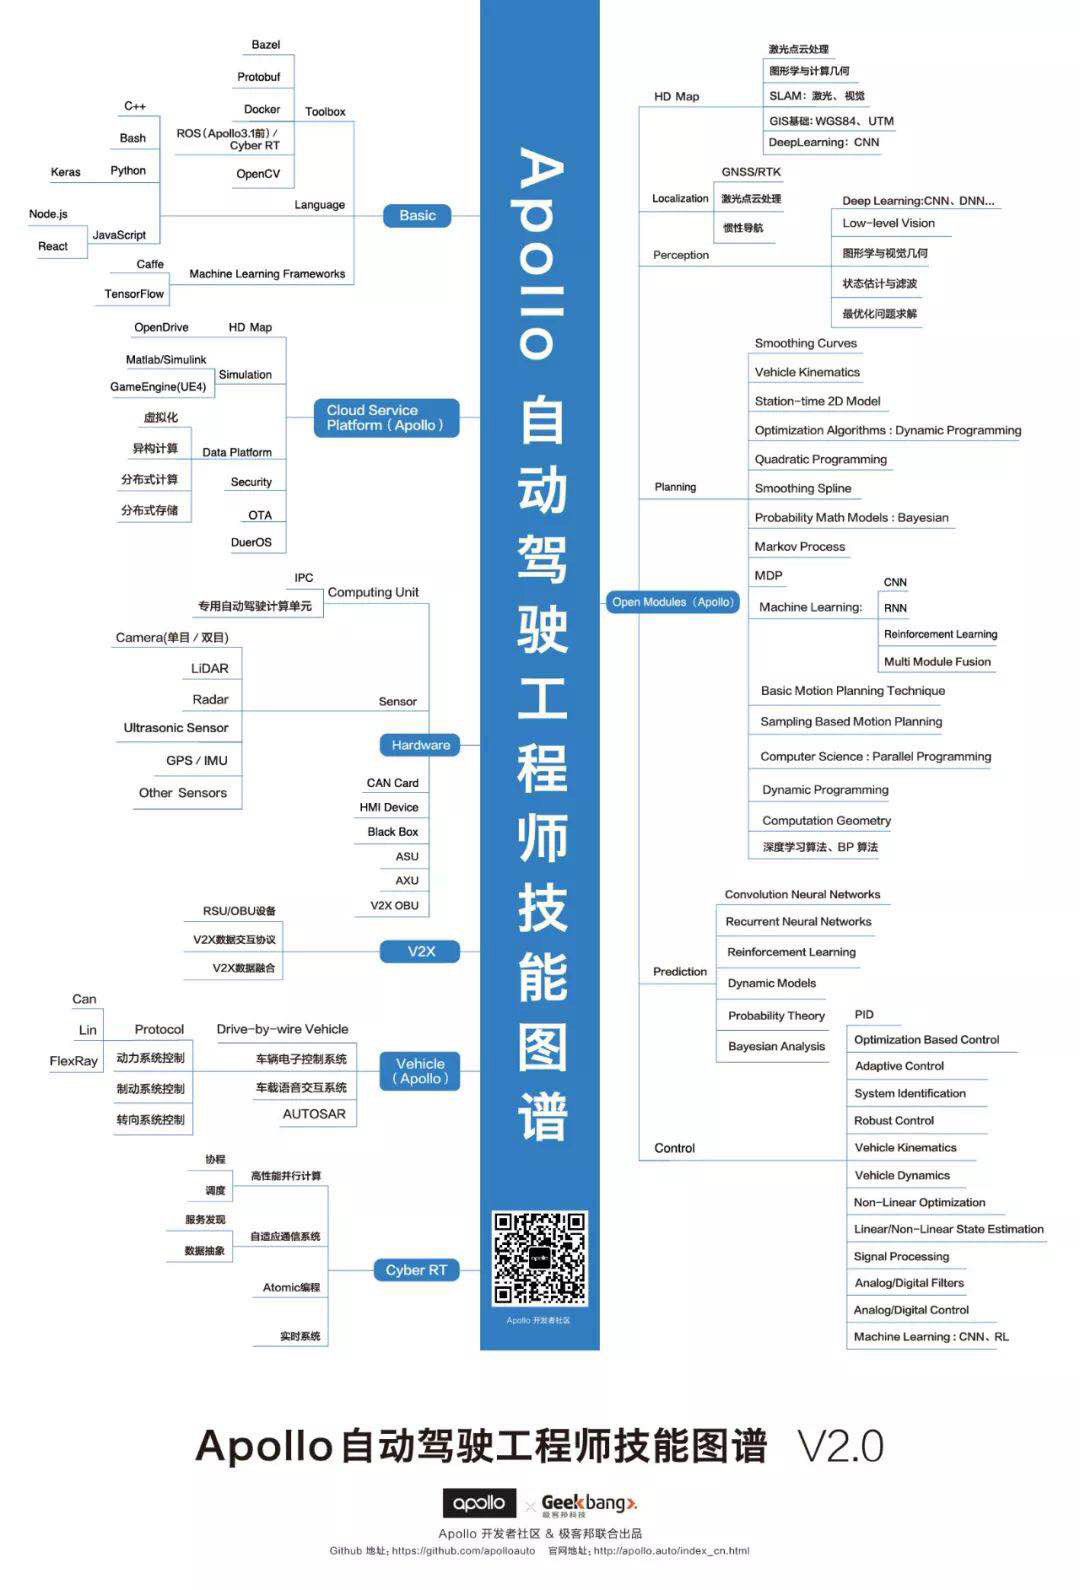 Bazel
Protobuf
Docker
ROS（Apollo3.1前）/
Cyber RT
OpenCV
Toolbox
C++
Bash
Python
Keras
Node.js
React
JavaScript
Language
Caffe
TensorFlow
Machine Learning Frameworks
Basic
OpenDrive
HD Map
Matlab/Simulink
GameEngine(UE4)
Simulation
虚拟化
异构计算
分布式计算
分布式存储
Data Platform
Security
OTA
DuerOS
Cloud Service
Platform（Apollo）
IPC
专用自动驾驶计算单元
Computing Unit
Camera(单目 / 双目)
LiDAR
Radar
Ultrasonic Sensor
GPS / IMU
Other Sensors
Sensor
Hardware
CAN Card
HMI Device
Black Box
ASU
AXU
V2X OBU
RSU/OBU设备
V2X数据交互协议
V2X数据融合
V2X
Can
Lin
FlexRay
Protocol
动力系统控制
制动系统控制
转向系统控制
Drive-by-wire Vehicle
车辆电子控制系统
车载语音交互系统
AUTOSAR
Vehicle
（Apollo）
协程
调度
高性能并行计算
服务发现
数据抽象
自适应通信系统
Atomic编程
实时系统
Cyber RT
Apollo 自动驾驶工程师技能图谱
Apollo 开发者社区
激光点云处理
图形学与计算几何
SLAM：激光、视觉
GIS基础：WGS84、UTM
DeepLearning：CNN
HD Map
GNSS/RTK
激光点云处理
惯性导航
Localization
Deep Learning:CNN、DNN...
Low-level Vision
图形学与视觉几何
状态估计与滤波
最优化问题求解
Perception
Smoothing Curves
Vehicle Kinematics
Station-time 2D Model
Optimization Algorithms : Dynamic Programming
Quadratic Programming
Smoothing Spline
Probability Math Models : Bayesian
Markov Process
MDP
Machine Learning:
CNN
RNN
Reinforcement Learning
Multi Module Fusion
Basic Motion Planning Technique
Sampling Based Motion Planning
Computer Science : Parallel Programming
Dynamic Programming
Computation Geometry
深度学习算法、BP 算法
Planning
Open Modules（Apollo）
Convolution Neural Networks
Recurrent Neural Networks
Reinforcement Learning
Dynamic Models
Probability Theory
Bayesian Analysis
Prediction
PID
Optimization Based Control
Adaptive Control
System Identification
Robust Control
Vehicle Kinematics
Vehicle Dynamics
Non-Linear Optimization
Linear/Non-Linear State Estimation
Signal Processing
Analog/Digital Filters
Analog/Digital Control
Machine Learning : CNN、RL
Control
Apollo自动驾驶工程师技能图谱 V2.0
apollo × Geekbang>.
极客邦科技
Apollo 开发者社区 & 极客邦联合出品
Github 地址: https://github.com/apolloauto 官网地址: http://apollo.auto/index_cn.html